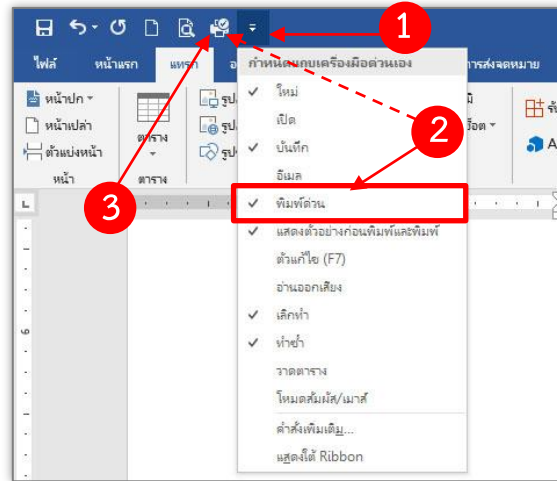 1
ไฟล์ หน้าแรก แทรก กำหนดแถบเครื่องมือด่วนเอง การส่งจดหมาย
หน้าปก
หน้าเปล่า
ตัวแบ่งหน้า
หน้า
ตาราง
ตาราง
ใหม่
เปิด
บันทึก
อีเมล
พิมพ์ด่วน
แสดงตัวอย่างก่อนพิมพ์และพิมพ์
ตัวแก้ไข (F7)
อ่านออกเสียง
เลิกทำ
ทำซ้ำ
วาดตาราง
โหมดสัมผัส/เมาส์
คำสั่งเพิ่มเติม...
แสดงใต้ Ribbon
2
3